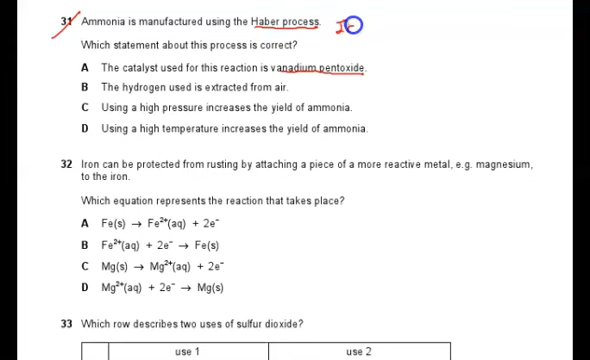 31 Ammonia is manufactured using the Haber process.
Which statement about this process is correct?
A The catalyst used for this reaction is vanadium pentoxide.
B The hydrogen used is extracted from air.
C Using a high pressure increases the yield of ammonia.
D Using a high temperature increases the yield of ammonia.
32 Iron can be protected from rusting by attaching a piece of a more reactive metal, e.g. magnesium,
to the iron.
Which equation represents the reaction that takes place?
A Fe(s) → Fe²⁺(aq) + 2e⁻
B Fe²⁺(aq) + 2e⁻ → Fe(s)
C Mg(s) → Mg²⁺(aq) + 2e⁻
D Mg²⁺(aq) + 2e⁻ → Mg(s)
33 Which row describes two uses of sulfur dioxide?
use 1 use 2